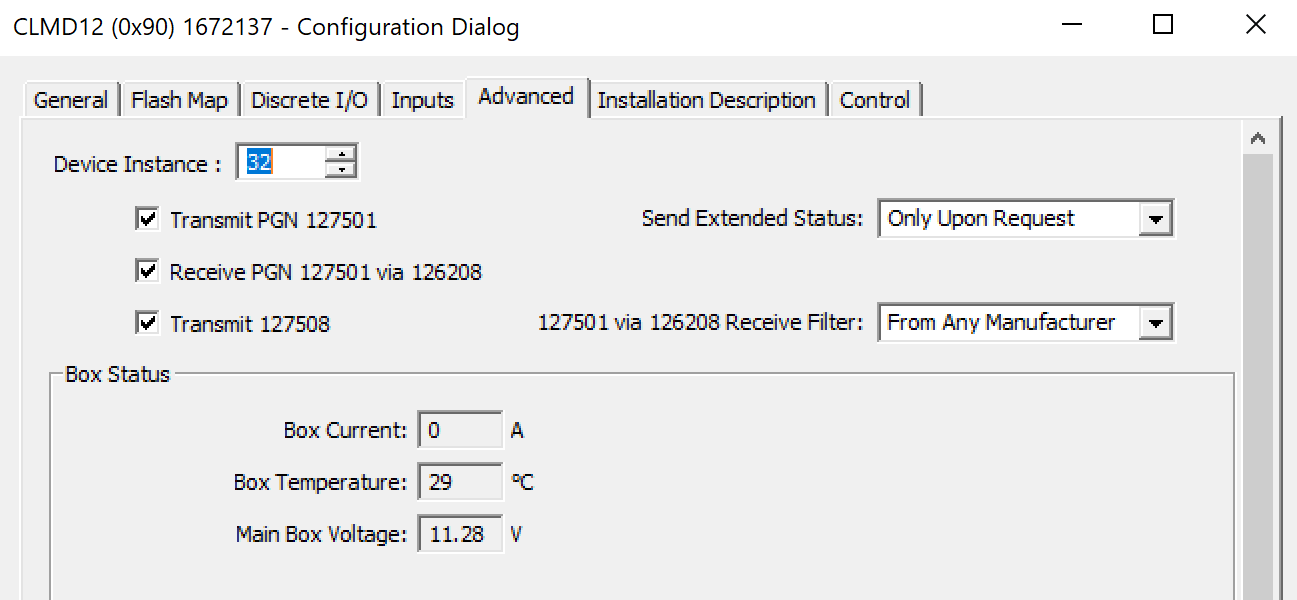 CLMD12 (0x90) 1672137 - Configuration Dialog
General Flash Map Discrete I/O Inputs Advanced Installation Description Control
Device Instance : 32
Transmit PGN 127501 Send Extended Status: Only Upon Request
Receive PGN 127501 via 126208
Transmit 127508 127501 via 126208 Receive Filter: From Any Manufacturer
Box Status
Box Current: 0 A
Box Temperature: 29 ºC
Main Box Voltage: 11.28 V